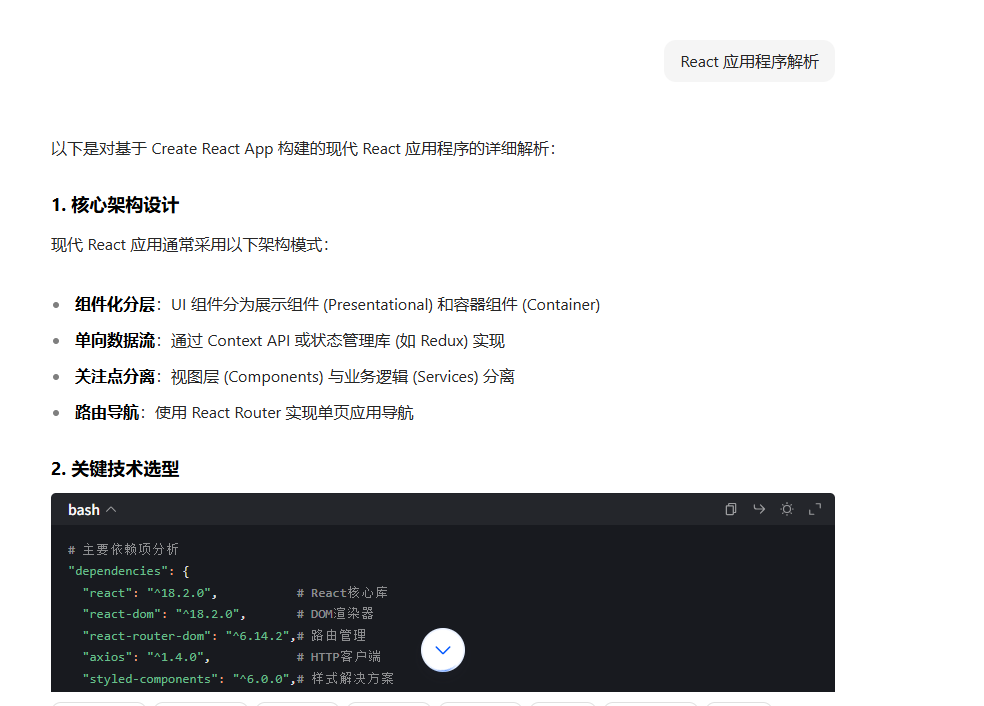 React 应用程序解析
以下是对基于 Create React App 构建的现代 React 应用程序的详细解析：
1. 核心架构设计
现代 React 应用通常采用以下架构模式：
组件化分层：UI 组件分为展示组件 (Presentational) 和容器组件 (Container)
单向数据流：通过 Context API 或状态管理库 (如 Redux) 实现
关注点分离：视图层 (Components) 与业务逻辑 (Services) 分离
路由导航：使用 React Router 实现单页应用导航
2. 关键技术选型
bash
# 主要依赖项分析
"dependencies": {
"react": "^18.2.0", # React核心库
"react-dom": "^18.2.0", # DOM渲染器
"react-router-dom": "^6.14.2",# 路由管理
"axios": "^1.4.0", # HTTP客户端
"styled-components": "^6.0.0",# 样式解决方案